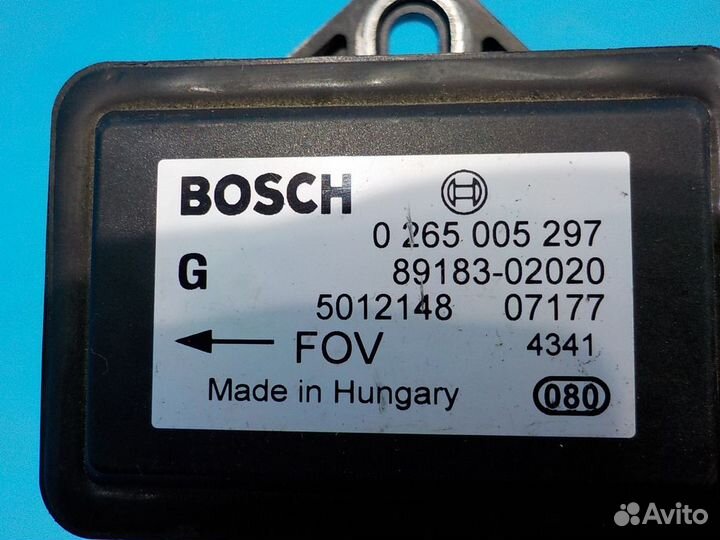 BOSCH
0 265 005 297
G 89183-02020
5012148 07177
FOV 4341
Made in Hungary 080
Avito